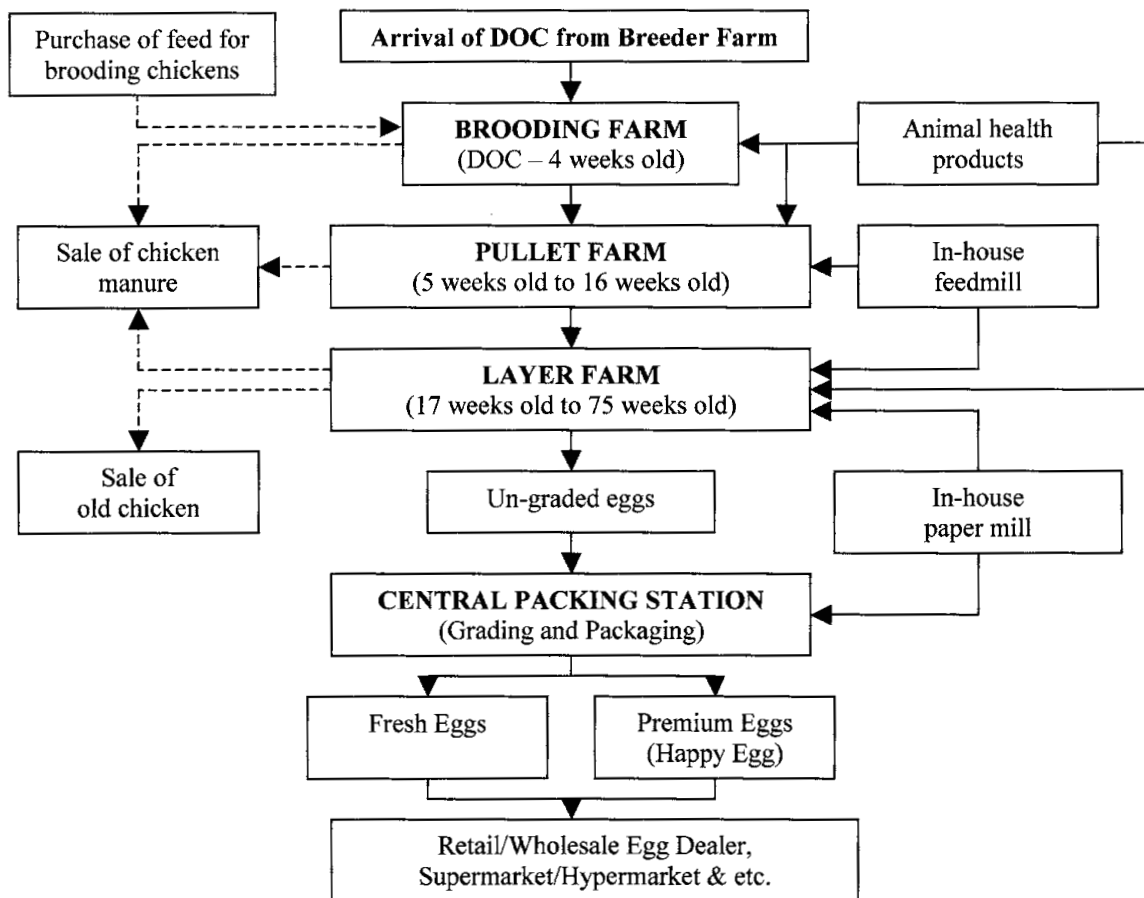 Purchase of feed for
brooding chickens
Arrival of DOC from Breeder Farm
BROODING FARM
(DOC – 4 weeks old)
Animal health
products
Sale of chicken
manure
PULLET FARM
(5 weeks old to 16 weeks old)
In-house
feedmill
LAYER FARM
(17 weeks old to 75 weeks old)
Sale of
old chicken
Un-graded eggs
In-house
paper mill
CENTRAL PACKING STATION
(Grading and Packaging)
Fresh Eggs
Premium Eggs
(Happy Egg)
Retail/Wholesale Egg Dealer,
Supermarket/Hypermarket & etc.